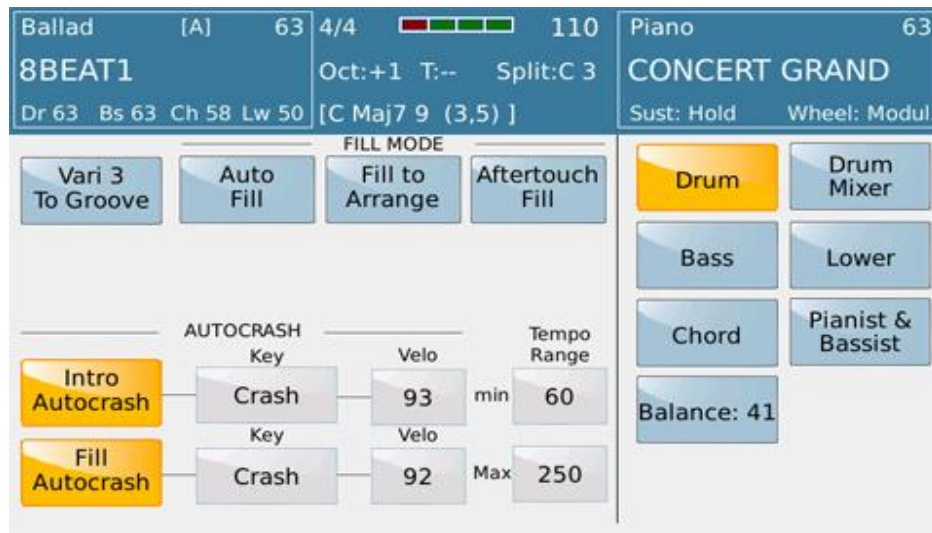 Ballad [A] 63
8BEAT1
Dr 63 Bs 63 Ch 58 Lw 50
4/4 110
Oct:+1 T:-- Split:C 3
[C Maj7 9 (3,5) ]
Piano 63
CONCERT GRAND
Sust: Hold Wheel: Modul.
FILL MODE
Vari 3
To Groove
Auto
Fill
Fill to
Arrange
Aftertouch
Fill
AUTOCRASH
Key Velo Tempo
Range
Intro
Autocrash
Crash 93 min 60
Key Velo
Fill
Autocrash
Crash 92 Max 250
Drum
Drum
Mixer
Bass
Lower
Chord
Pianist &
Bassist
Balance: 41